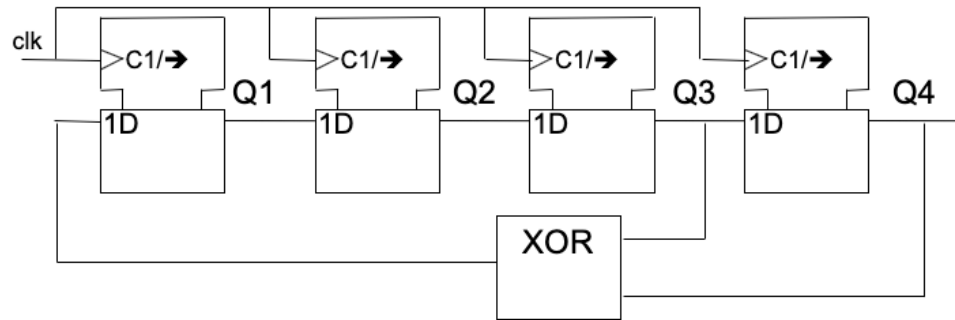 clk
C1/➔ C1/➔ C1/➔ C1/➔
Q1 Q2 Q3 Q4
1D 1D 1D 1D
XOR